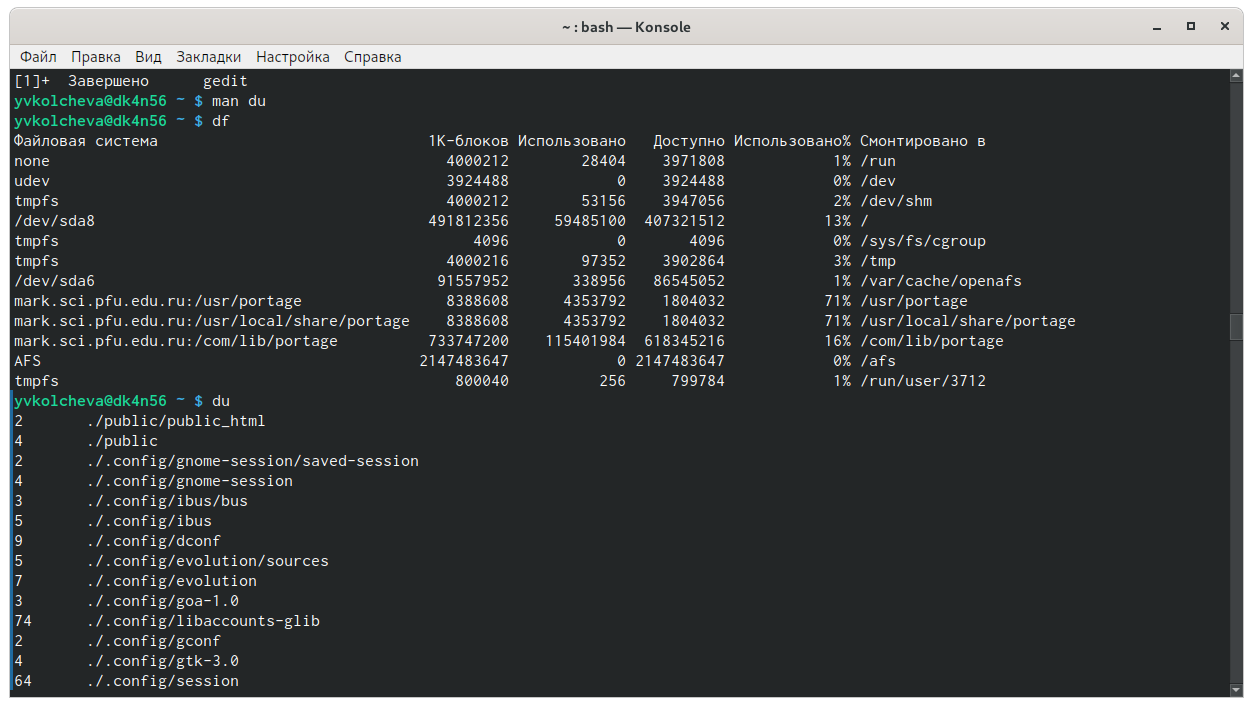 ~ : bash — Konsole
Файл Правка Вид Закладки Настройка Справка
[1]+  Завершено      gedit
yvkolcheva@dk4n56 ~ $ man du
yvkolcheva@dk4n56 ~ $ df
Файловая система                              1K-блоков Использовано   Доступно Использовано% Смонтировано в
none                                            4000212        28404    3971808            1% /run
udev                                            3924488            0    3924488            0% /dev
tmpfs                                           4000212        53156    3947056            2% /dev/shm
/dev/sda8                                     491812356     59485100  407321512           13% /
tmpfs                                              4096            0       4096            0% /sys/fs/cgroup
tmpfs                                           4000216        97352    3902864            3% /tmp
/dev/sda6                                      91557952       338956   86545052            1% /var/cache/openafs
mark.sci.pfu.edu.ru:/usr/portage                8388608      4353792    1804032           71% /usr/portage
mark.sci.pfu.edu.ru:/usr/local/share/portage    8388608      4353792    1804032           71% /usr/local/share/portage
mark.sci.pfu.edu.ru:/com/lib/portage          733747200    115401984  618345216           16% /com/lib/portage
AFS                                          2147483647            0 2147483647            0% /afs
tmpfs                                            800040          256     799784            1% /run/user/3712
yvkolcheva@dk4n56 ~ $ du
2       ./public/public_html
4       ./public
2       ./.config/gnome-session/saved-session
4       ./.config/gnome-session
3       ./.config/ibus/bus
5       ./.config/ibus
9       ./.config/dconf
5       ./.config/evolution/sources
7       ./.config/evolution
3       ./.config/goa-1.0
74      ./.config/libaccounts-glib
2       ./.config/gconf
4       ./.config/gtk-3.0
64      ./.config/session